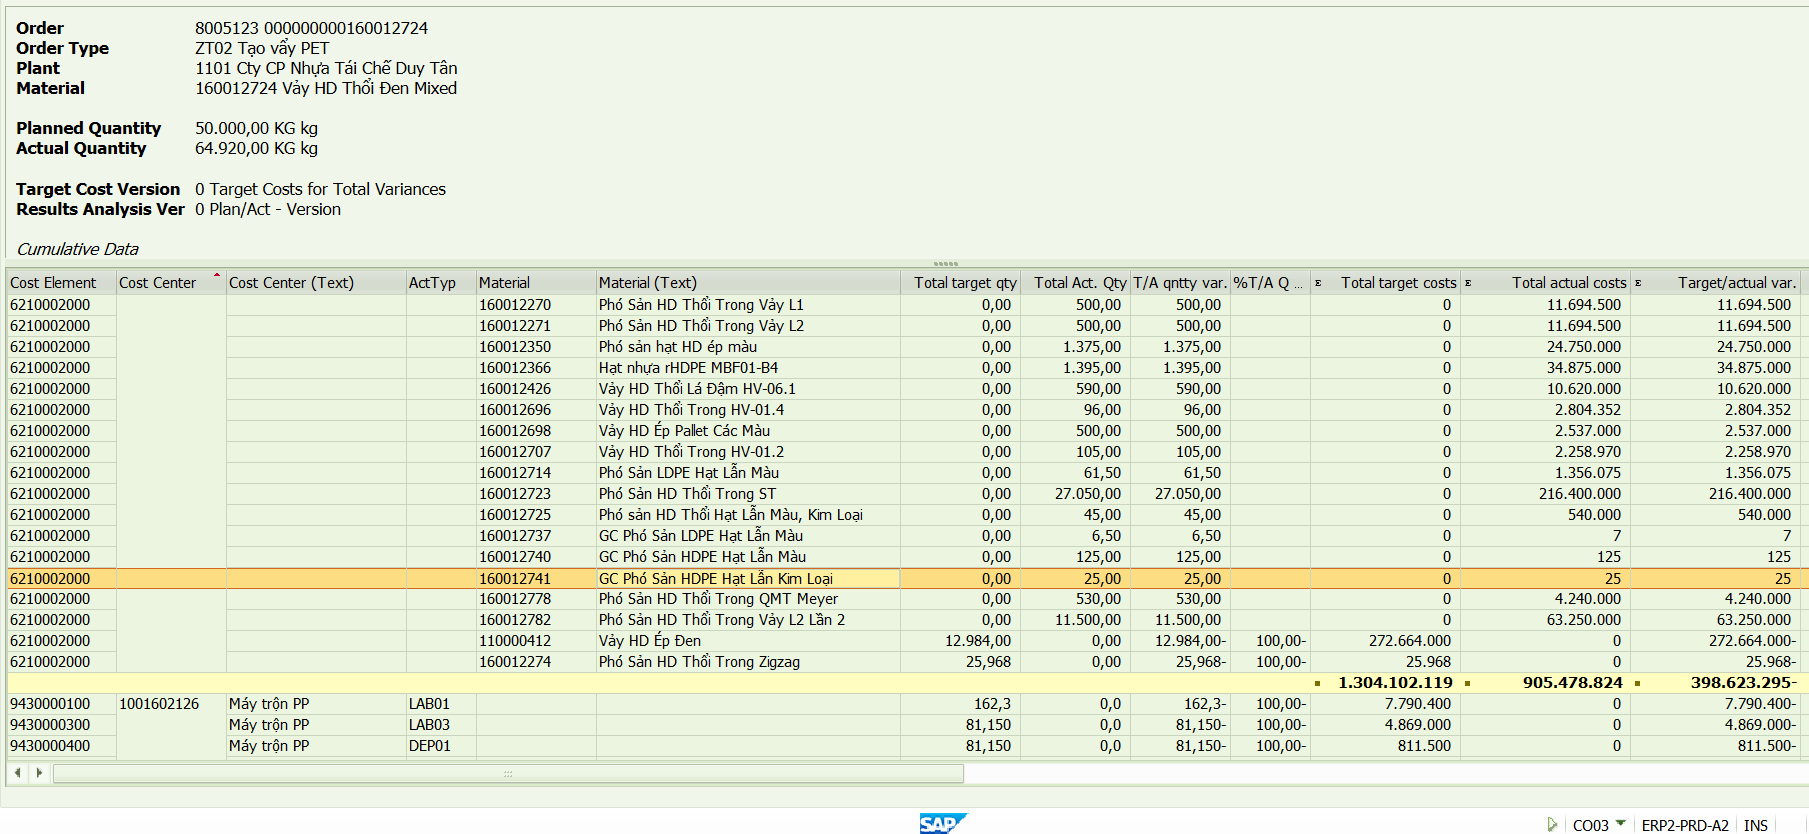 Order 8005123 000000000160012724
Order Type ZT02 Tạo vẩy PET
Plant 1101 Cty CP Nhựa Tái Chế Duy Tân
Material 160012724 Vảy HD Thổi Đen Mixed
Planned Quantity 50.000,00 KG kg
Actual Quantity 64.920,00 KG kg
Target Cost Version 0 Target Costs for Total Variances
Results Analysis Ver 0 Plan/Act - Version
Cumulative Data
Cost Element Cost Center Cost Center (Text) ActTyp Material Material (Text) Total target qty Total Act. Qty T/A qntty var. %T/A Q ... Σ Total target costs Σ Total actual costs Σ Target/actual var.
6210002000 160012270 Phó Sản HD Thổi Trong Vảy L1 0,00 500,00 500,00 0 11.694.500 11.694.500
6210002000 160012271 Phó Sản HD Thổi Trong Vảy L2 0,00 500,00 500,00 0 11.694.500 11.694.500
6210002000 160012350 Phó sản hạt HD ép màu 0,00 1.375,00 1.375,00 0 24.750.000 24.750.000
6210002000 160012366 Hạt nhựa rHDPE MBF01-B4 0,00 1.395,00 1.395,00 0 34.875.000 34.875.000
6210002000 160012426 Vảy HD Thổi Lá Đậm HV-06.1 0,00 590,00 590,00 0 10.620.000 10.620.000
6210002000 160012696 Vảy HD Thổi Trong HV-01.4 0,00 96,00 96,00 0 2.804.352 2.804.352
6210002000 160012698 Vảy HD Ép Pallet Các Màu 0,00 500,00 500,00 0 2.537.000 2.537.000
6210002000 160012707 Vảy HD Thổi Trong HV-01.2 0,00 105,00 105,00 0 2.258.970 2.258.970
6210002000 160012714 Phó Sản LDPE Hạt Lẫn Màu 0,00 61,50 61,50 0 1.356.075 1.356.075
6210002000 160012723 Phó Sản HD Thổi Trong ST 0,00 27.050,00 27.050,00 0 216.400.000 216.400.000
6210002000 160012725 Phó sản HD Thổi Hạt Lẫn Màu, Kim Loại 0,00 45,00 45,00 0 540.000 540.000
6210002000 160012737 GC Phó Sản LDPE Hạt Lẫn Màu 0,00 6,50 6,50 0 7 7
6210002000 160012740 GC Phó Sản HDPE Hạt Lẫn Màu 0,00 125,00 125,00 0 125 125
6210002000 160012741 GC Phó Sản HDPE Hạt Lẫn Kim Loại 0,00 25,00 25,00 0 25 25
6210002000 160012778 Phó Sản HD Thổi Trong QMT Meyer 0,00 530,00 530,00 0 4.240.000 4.240.000
6210002000 160012782 Phó Sản HD Thổi Trong Vảy L2 Lần 2 0,00 11.500,00 11.500,00 0 63.250.000 63.250.000
6210002000 110000412 Vảy HD Ép Đen 12.984,00 0,00 12.984,00- 100,00- 272.664.000 0 272.664.000-
6210002000 160012274 Phó Sản HD Thổi Trong Zigzag 25,968 0,00 25,968- 100,00- 25.968 0 25.968-
1.304.102.119 905.478.824 398.623.295-
9430000100 1001602126 Máy trộn PP LAB01 162,3 0,0 162,3- 100,00- 7.790.400 0 7.790.400-
9430000300 Máy trộn PP LAB03 81,150 0,0 81,150- 100,00- 4.869.000 0 4.869.000-
9430000400 Máy trộn PP DEP01 81,150 0,0 81,150- 100,00- 811.500 0 811.500-
SAP CO03 ERP2-PRD-A2 INS